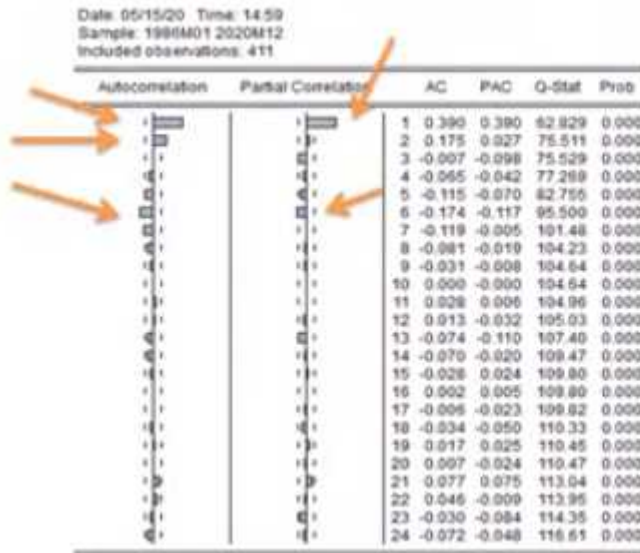 Date: 05/15/20 Time: 14:59
Sample: 1986M01 2020M12
Included observations: 411
Autocorrelation Partial Correlation AC PAC Q-Stat Prob
1 0.390 0.390 62.829 0.000
2 0.175 0.027 75.511 0.000
3 -0.007 -0.098 75.529 0.000
4 -0.065 -0.042 77.269 0.000
5 -0.115 -0.070 82.755 0.000
6 -0.174 -0.117 95.500 0.000
7 -0.119 -0.005 101.48 0.000
8 -0.081 -0.019 104.23 0.000
9 -0.031 -0.008 104.64 0.000
10 0.000 -0.000 104.64 0.000
11 0.028 0.006 104.96 0.000
12 0.013 -0.032 105.03 0.000
13 -0.074 -0.110 107.40 0.000
14 -0.070 -0.020 109.47 0.000
15 -0.028 0.024 109.80 0.000
16 0.002 0.005 109.80 0.000
17 -0.006 -0.023 109.82 0.000
18 -0.034 -0.050 110.33 0.000
19 0.017 0.025 110.45 0.000
20 0.007 -0.024 110.47 0.000
21 0.077 0.075 113.04 0.000
22 0.046 -0.009 113.95 0.000
23 -0.030 -0.084 114.35 0.000
24 -0.072 -0.048 116.61 0.000